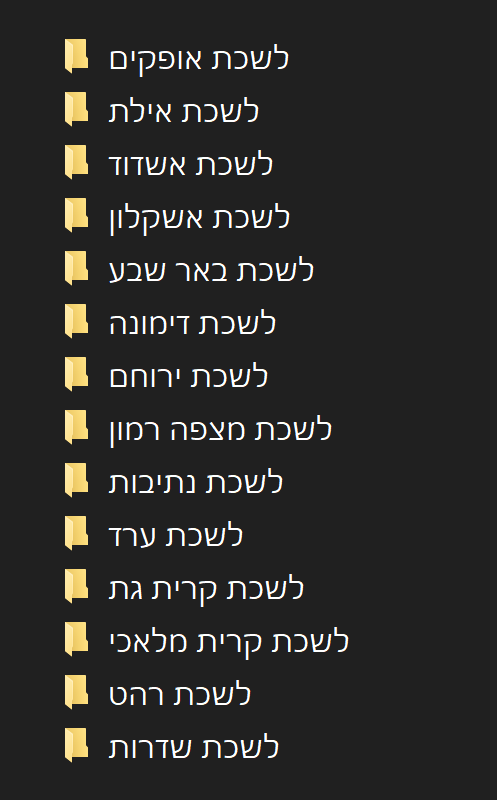 לשכת אופקים
לשכת אילת
לשכת אשדוד
לשכת אשקלון
לשכת באר שבע
לשכת דימונה
לשכת ירוחם
לשכת מצפה רמון
לשכת נתיבות
לשכת ערד
לשכת קרית גת
לשכת קרית מלאכי
לשכת רהט
לשכת שדרות